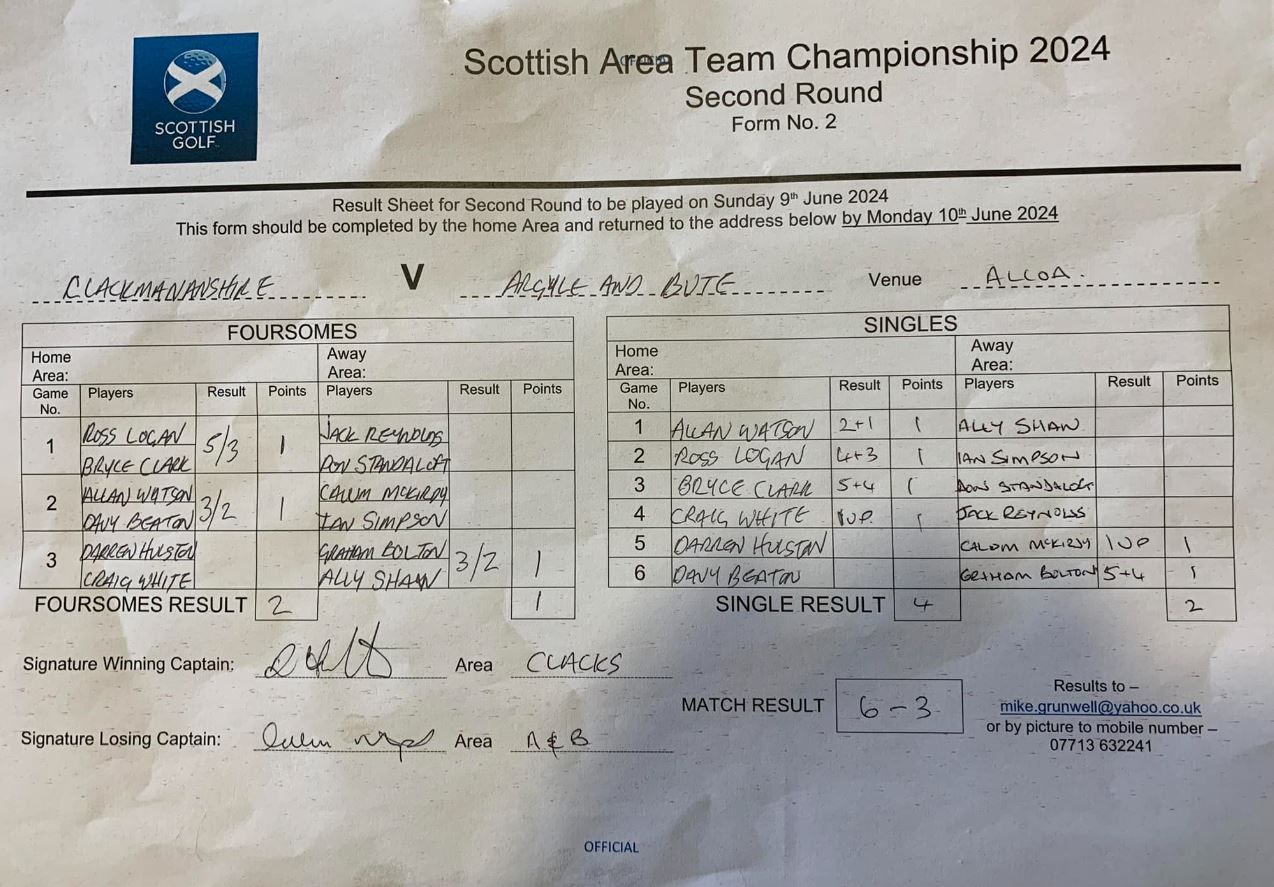 SCOTTISH
GOLF
Scottish Area Team Championship 2024
OFFICIAL
Second Round
Form No. 2
Result Sheet for Second Round to be played on Sunday 9th June 2024
This form should be completed by the home Area and returned to the address below by Monday 10th June 2024
CLACKMANANSHIRE V ARGYLE AND BUTE Venue ALLOA.
FOURSOMES
Home Area: Away Area:
Game No. Players Result Points Players Result Points
1 ROSS LOGAN 5/3 1 JACK REYNOLDS
BRYCE CLARK DON STANDALOFT
2 ALLAN WATSON 3/2 1 CALUM MCKIRDY
DAVY BEATON IAN SIMPSON
3 DARREN HUSTON GRAHAM BOLTON 3/2 1
CRAIG WHITE ALLY SHAW
FOURSOMES RESULT 2 1
SINGLES
Home Area: Away Area:
Game No. Players Result Points Players Result Points
1 ALLAN WATSON 2+1 1 ALLY SHAW
2 ROSS LOGAN 4+3 1 IAN SIMPSON
3 BRYCE CLARK 5+4 1 DON STANDALOFT
4 CRAIG WHITE 1UP 1 JACK REYNOLDS
5 DARREN HUSTON CALUM MCKIRDY 1UP 1
6 DAVY BEATON GRAHAM BOLTON 5+4 1
SINGLE RESULT 4 2
Signature Winning Captain: Area CLACKS
Signature Losing Captain: Area A & B
MATCH RESULT 6-3
Results to –
mike.grunwell@yahoo.co.uk
or by picture to mobile number –
07713 632241
OFFICIAL